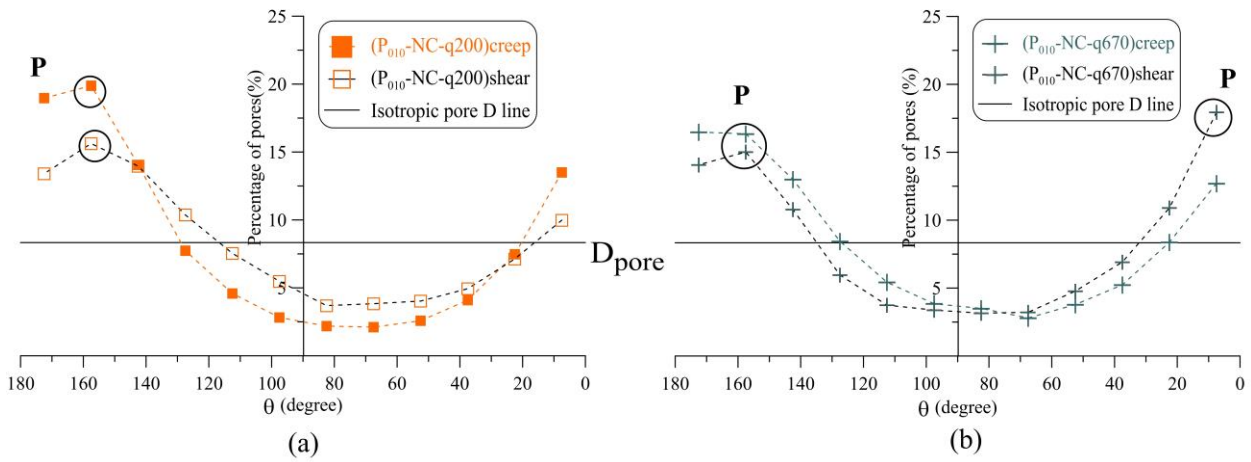 25
(P010-NC-q200)creep
(P010-NC-q200)shear
Isotropic pore D line
P
20
15
10
5
Percentage of pores(%)
Dpore
180 160 140 120 100 80 60 40 20 0
θ (degree)
(a)
25
(P010-NC-q670)creep
(P010-NC-q670)shear
Isotropic pore D line
P
P
20
15
10
5
Percentage of pores (%)
180 160 140 120 100 80 60 40 20 0
θ (degree)
(b)